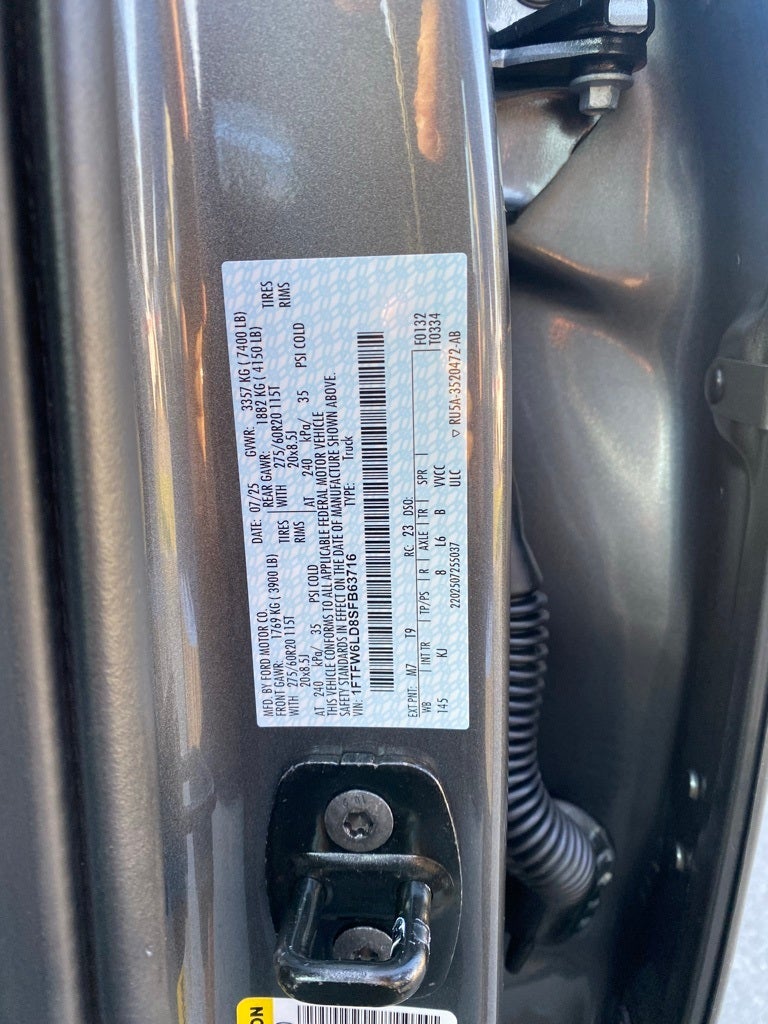 MFD. BY FORD MOTOR CO. DATE: 07/25 GVWR: 3357 KG ( 7400 LB)
FRONT GAWR: 1769 KG ( 3900 LB) REAR GAWR: 1882 KG ( 4150 LB)
WITH 275/60R20 115T TIRES WITH 275/60R20 115T TIRES
20x8.5J RIMS 20x8.5J RIMS
AT 240 kPa/ 35 PSI COLD AT 240 kPa/ 35 PSI COLD
THIS VEHICLE CONFORMS TO ALL APPLICABLE FEDERAL MOTOR VEHICLE
SAFETY STANDARDS IN EFFECT ON THE DATE OF MANUFACTURE SHOWN ABOVE.
VIN: 1FTFW6LD8SFB63716 TYPE: Truck
EXT PNT: M7 T9 RC: 23 DSO: F0132
WB INT TR TP/PS R AXLE TR SPR T0334
145 KJ 8 L6 B VVCC
2202507255037 ULC ▽ RU5A-3520472-AB
ON